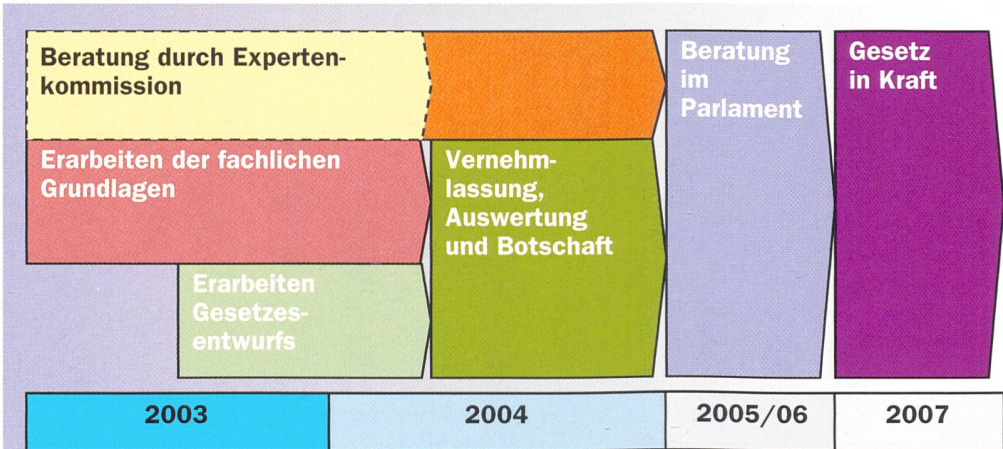 Beratung durch Experten-
kommission
Erarbeiten der fachlichen
Grundlagen
Erarbeiten
Gesetzes-
entwurfs
Vernehm-
lassung,
Auswertung
und Botschaft
Beratung
im
Parlament
Gesetz
in Kraft
2003
2004
2005/06
2007